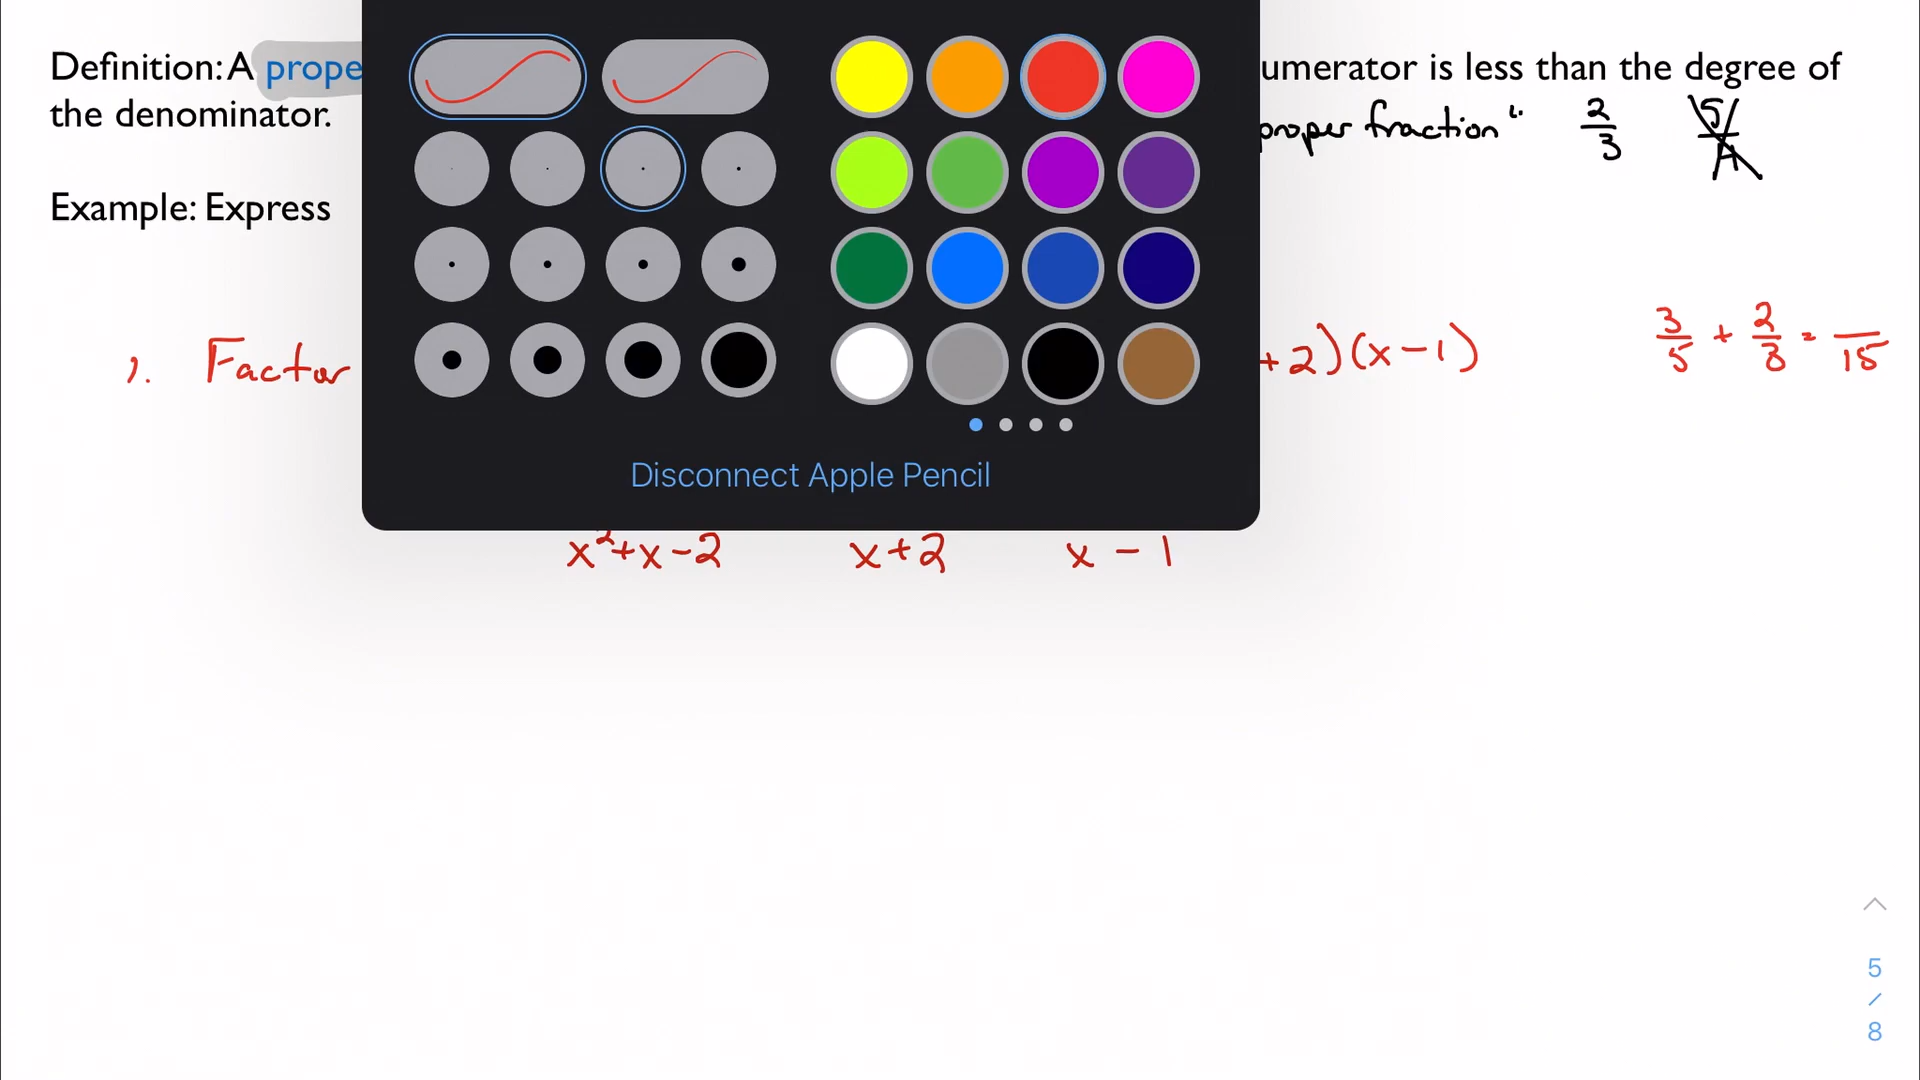 Definition: A prope
umerator is less than the degree of
the denominator.
proper fraction "
2/3
5/4
Example: Express
1. Factor
+ 2)(x - 1)
3/5 + 2/3 = /15
Disconnect Apple Pencil
x²+x-2 x+2 x - 1
5
/
8